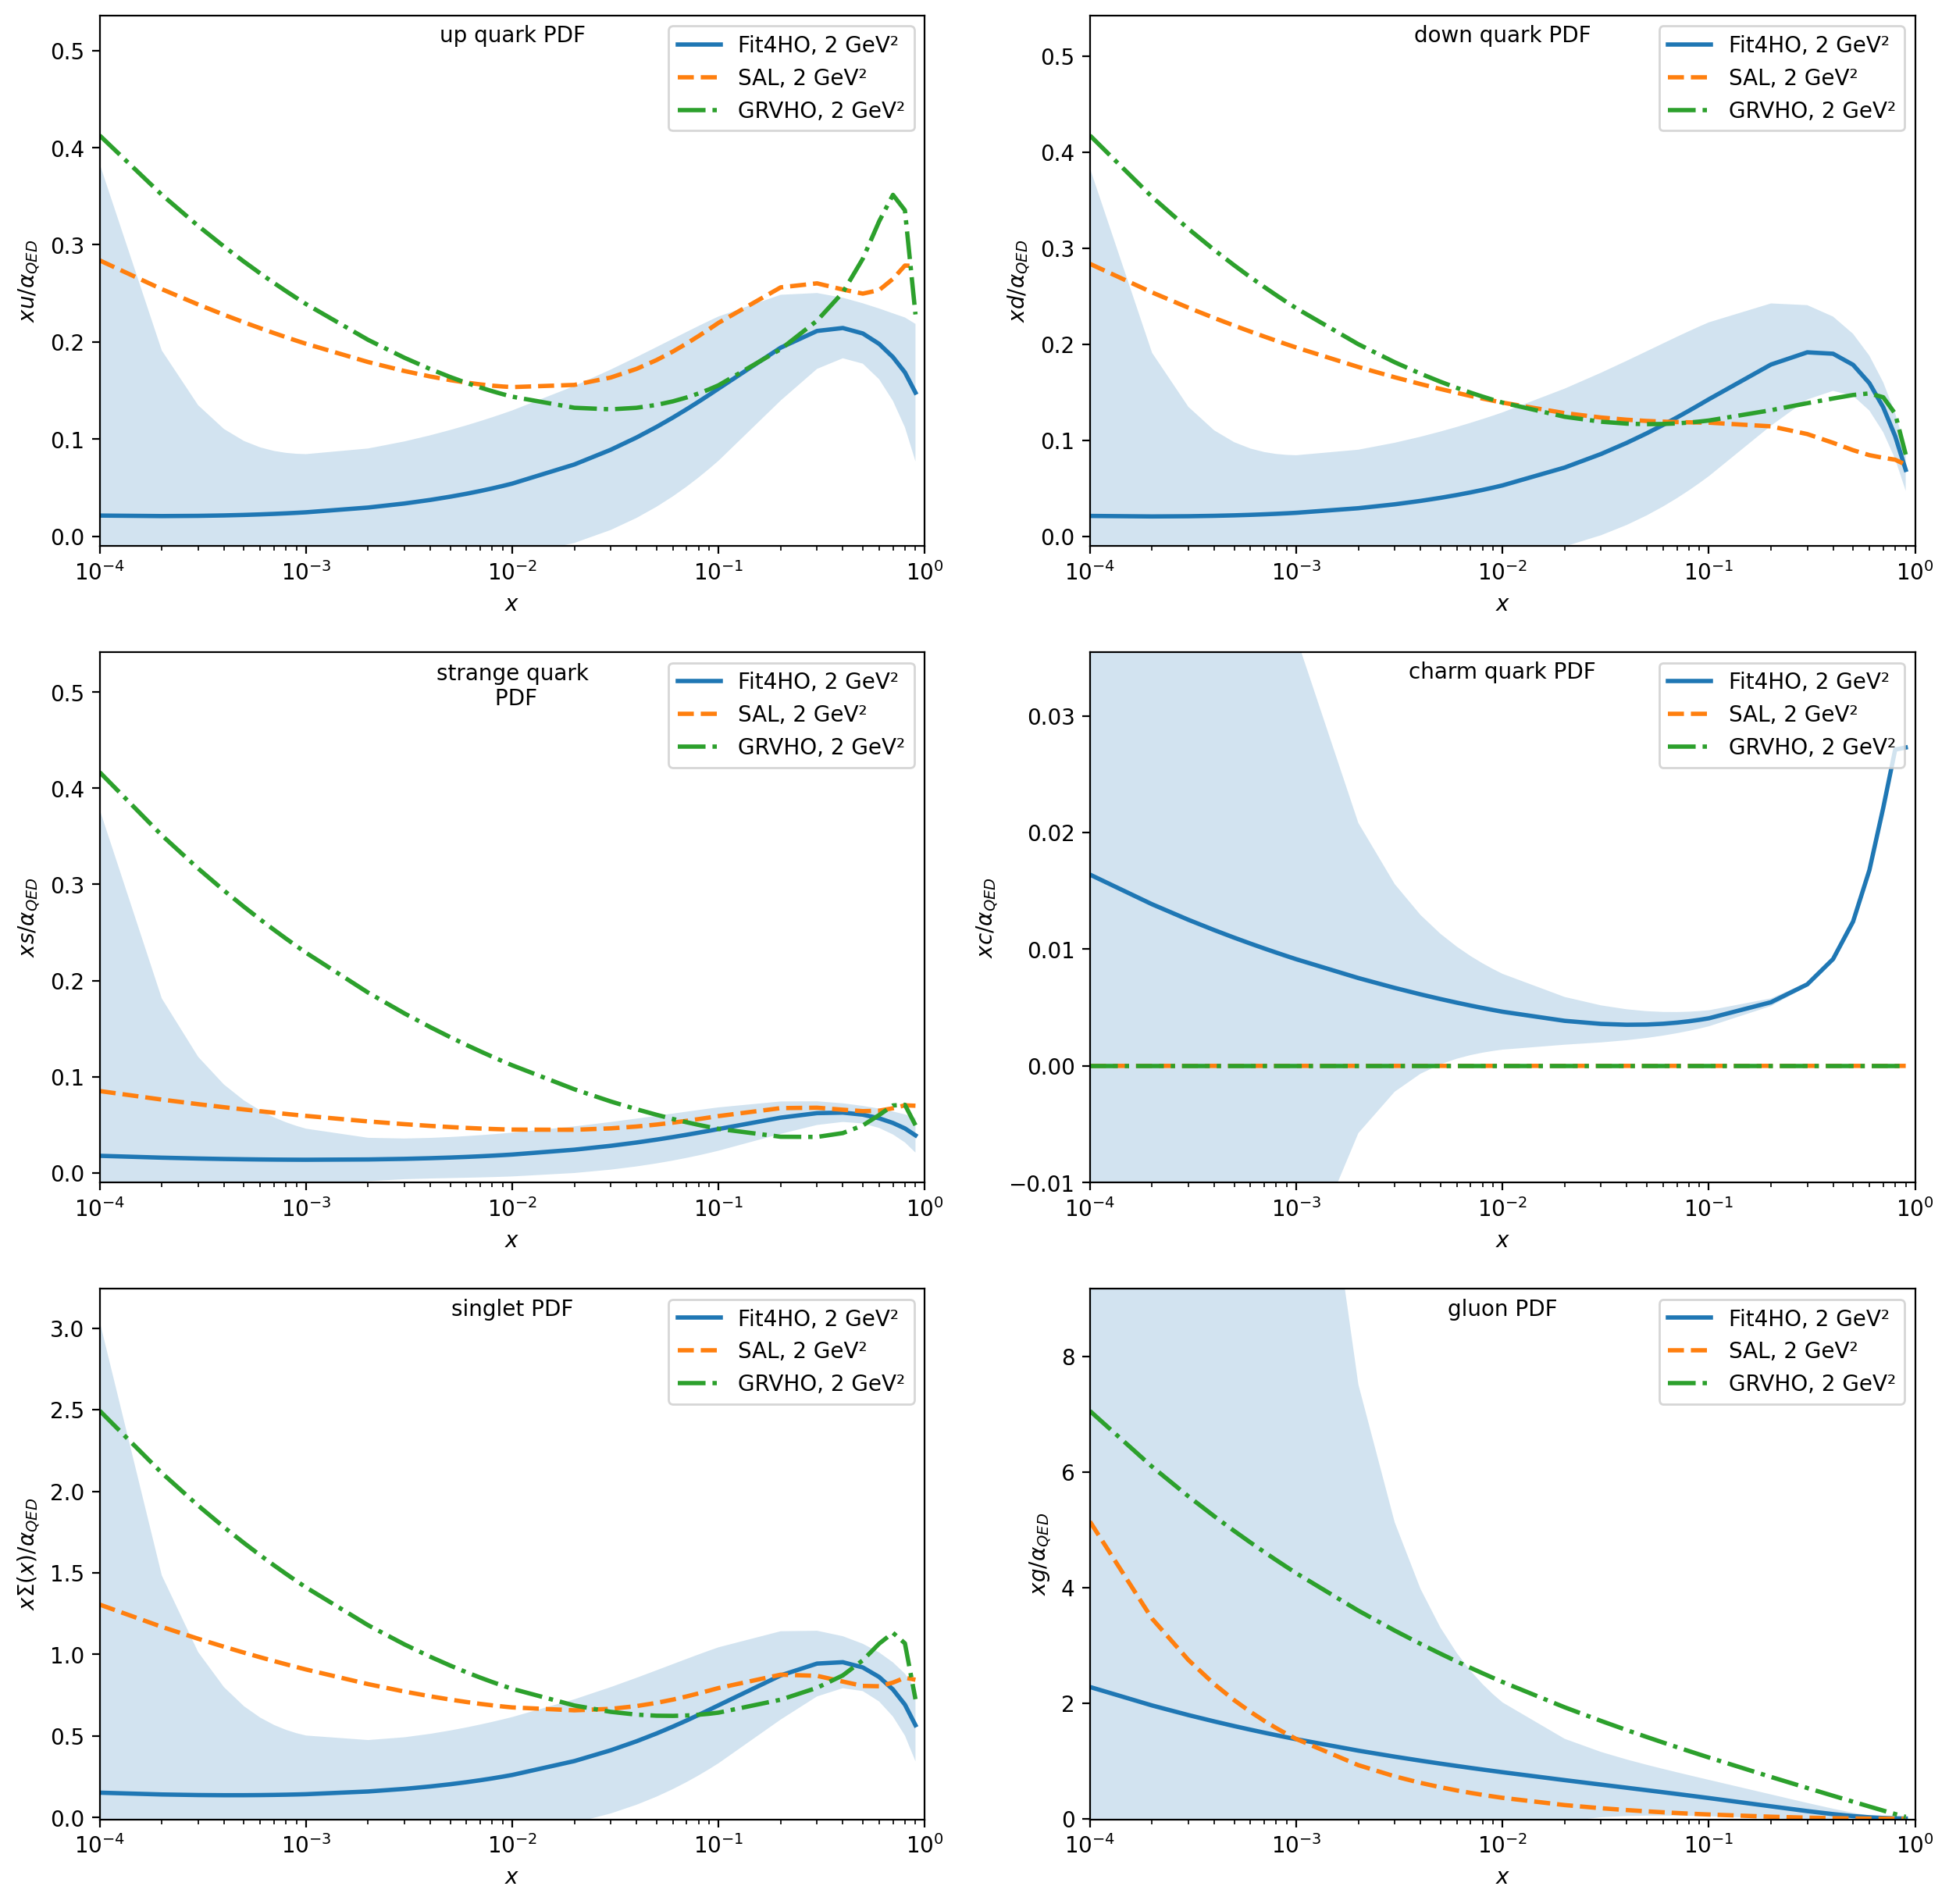 up quark PDF
Fit4HO, 2 GeV²
SAL, 2 GeV²
GRVHO, 2 GeV²
0.5
0.4
0.3
0.2
0.1
0.0
xu/α_QED
10⁻⁴ 10⁻³ 10⁻² 10⁻¹ 10⁰
x
down quark PDF
Fit4HO, 2 GeV²
SAL, 2 GeV²
GRVHO, 2 GeV²
0.5
0.4
0.3
0.2
0.1
0.0
xd/α_QED
10⁻⁴ 10⁻³ 10⁻² 10⁻¹ 10⁰
x
strange quark
PDF
Fit4HO, 2 GeV²
SAL, 2 GeV²
GRVHO, 2 GeV²
0.5
0.4
0.3
0.2
0.1
0.0
xs/α_QED
10⁻⁴ 10⁻³ 10⁻² 10⁻¹ 10⁰
x
charm quark PDF
Fit4HO, 2 GeV²
SAL, 2 GeV²
GRVHO, 2 GeV²
0.03
0.02
0.01
0.00
−0.01
xc/α_QED
10⁻⁴ 10⁻³ 10⁻² 10⁻¹ 10⁰
x
singlet PDF
Fit4HO, 2 GeV²
SAL, 2 GeV²
GRVHO, 2 GeV²
3.0
2.5
2.0
1.5
1.0
0.5
0.0
xΣ(x)/α_QED
10⁻⁴ 10⁻³ 10⁻² 10⁻¹ 10⁰
x
gluon PDF
Fit4HO, 2 GeV²
SAL, 2 GeV²
GRVHO, 2 GeV²
8
6
4
2
0
xg/α_QED
10⁻⁴ 10⁻³ 10⁻² 10⁻¹ 10⁰
x